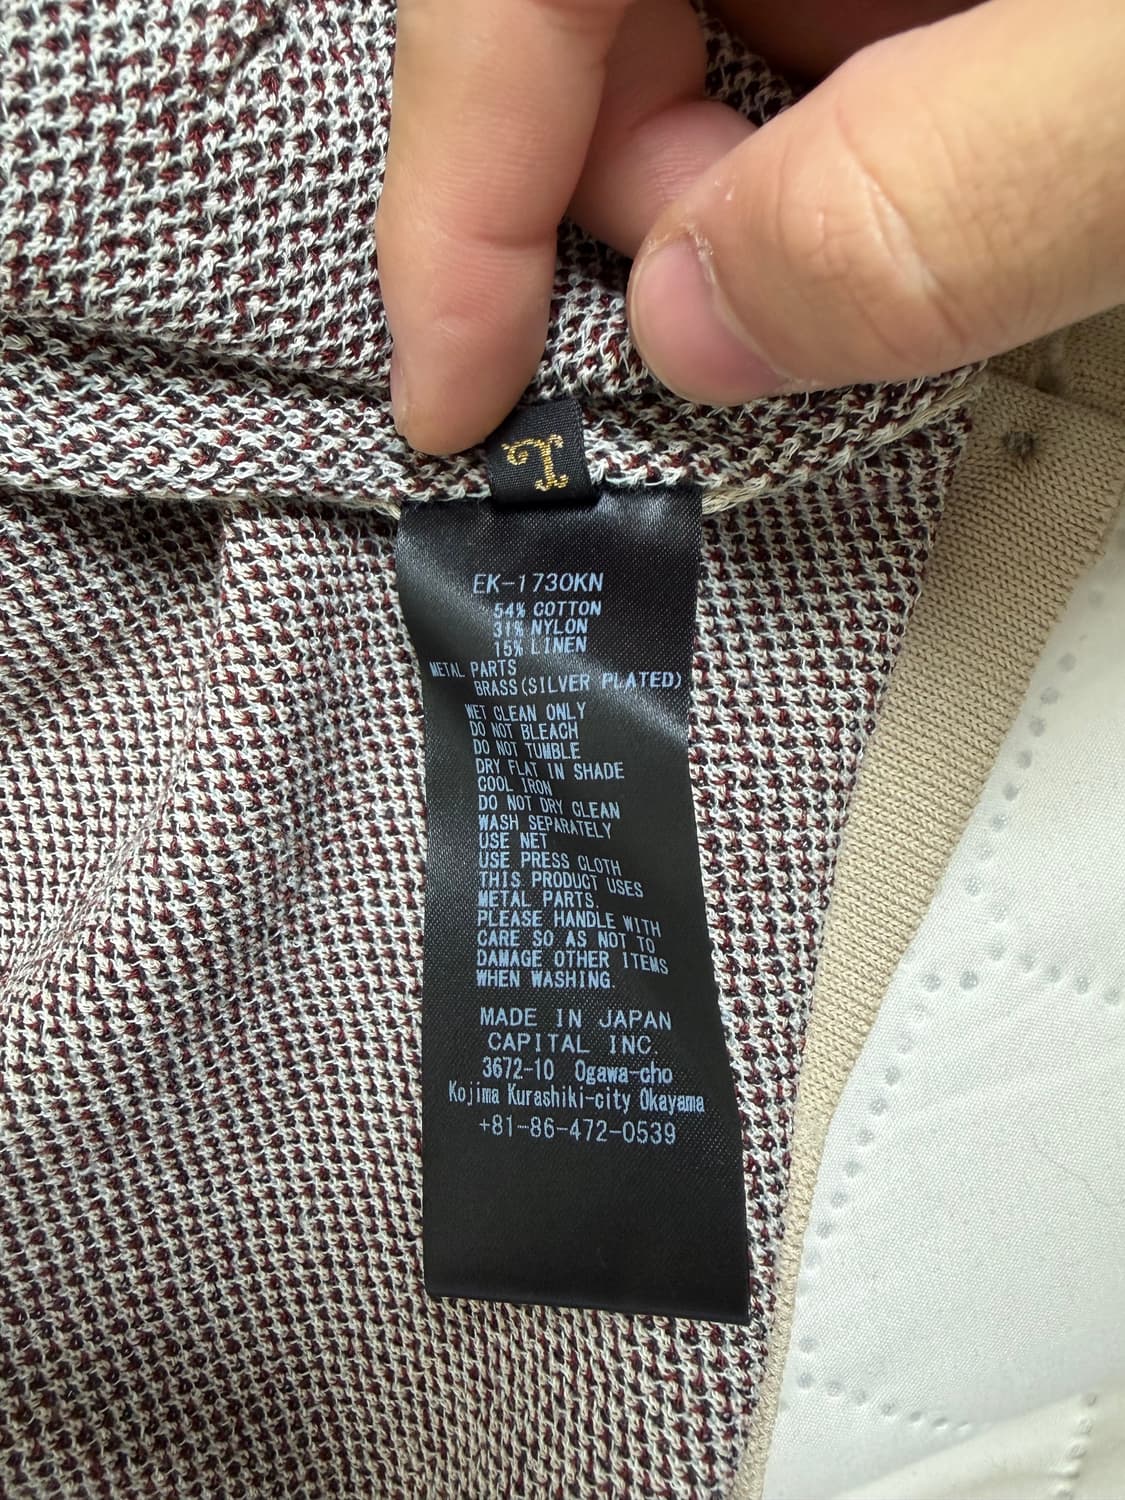 L
EK-1730KN
54% COTTON
31% NYLON
15% LINEN
METAL PARTS
BRASS(SILVER PLATED)
WET CLEAN ONLY
DO NOT BLEACH
DO NOT TUMBLE
DRY FLAT IN SHADE
COOL IRON
DO NOT DRY CLEAN
WASH SEPARATELY
USE NET
USE PRESS CLOTH
THIS PRODUCT USES
METAL PARTS.
PLEASE HANDLE WITH
CARE SO AS NOT TO
DAMAGE OTHER ITEMS
WHEN WASHING.
MADE IN JAPAN
CAPITAL INC.
3672-10 Ogawa-cho
Kojima Kurashiki-city Okayama
+81-86-472-0539